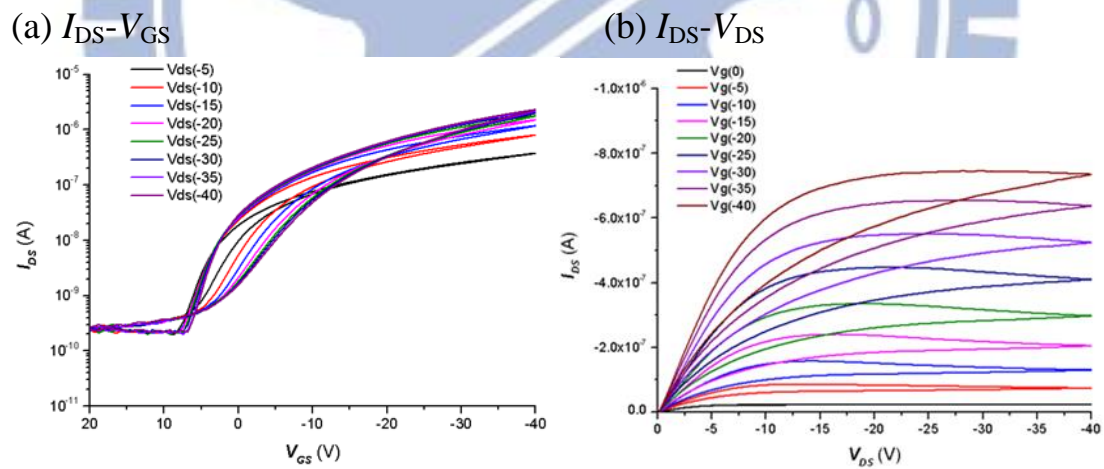 (a) IDS-VGS
(b) IDS-VDS
10⁻⁵
10⁻⁶
10⁻⁷
10⁻⁸
10⁻⁹
10⁻¹⁰
10⁻¹¹
IDS (A)
Vds(-5)
Vds(-10)
Vds(-15)
Vds(-20)
Vds(-25)
Vds(-30)
Vds(-35)
Vds(-40)
20 10 0 -10 -20 -30 -40
VGS (V)
-1.0x10⁻⁶
-8.0x10⁻⁷
-6.0x10⁻⁷
-4.0x10⁻⁷
-2.0x10⁻⁷
0.0
IDS (A)
Vg(0)
Vg(-5)
Vg(-10)
Vg(-15)
Vg(-20)
Vg(-25)
Vg(-30)
Vg(-35)
Vg(-40)
0 -5 -10 -15 -20 -25 -30 -35 -40
VDS (V)